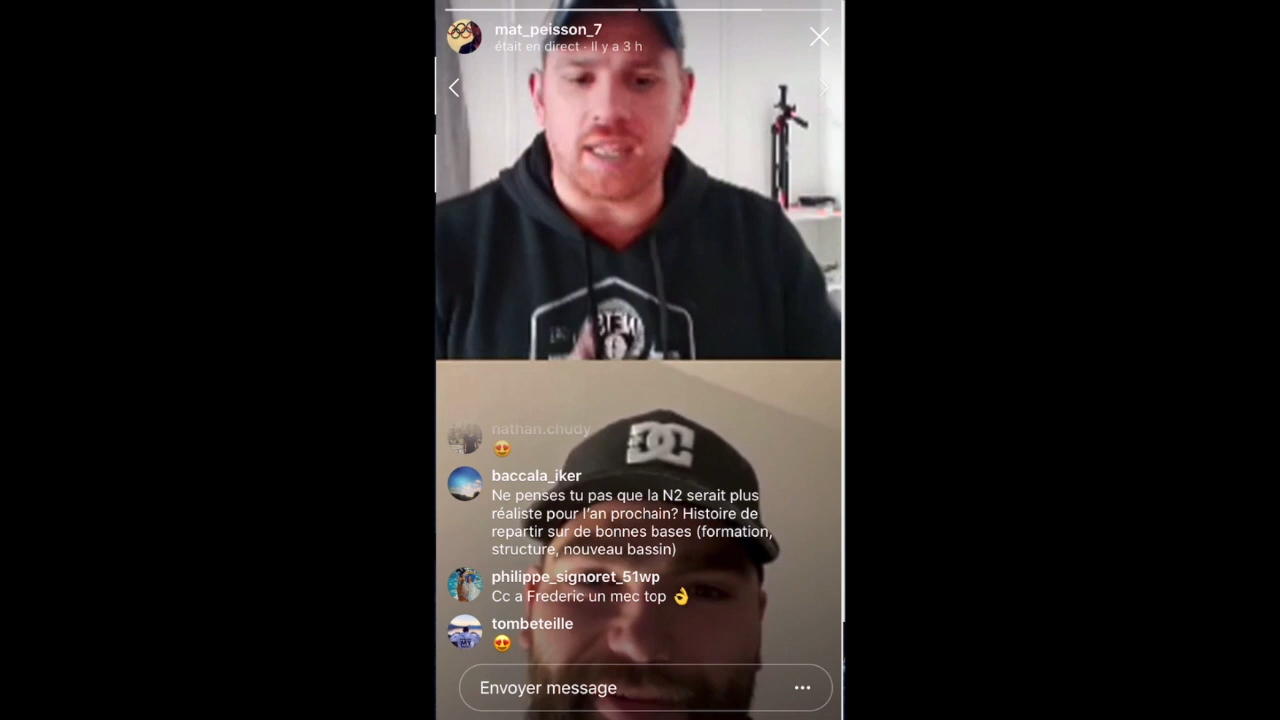 mat_peisson_7
était en direct · Il y a 3 h
nathan.chudy
😍
baccala_iker
Ne penses tu pas que la N2 serait plus
réaliste pour l'an prochain? Histoire de
repartir sur de bonnes bases (formation,
structure, nouveau bassin)
philippe_signoret_51wp
Cc a Frederic un mec top 👌
tombeteille
😍
Envoyer message